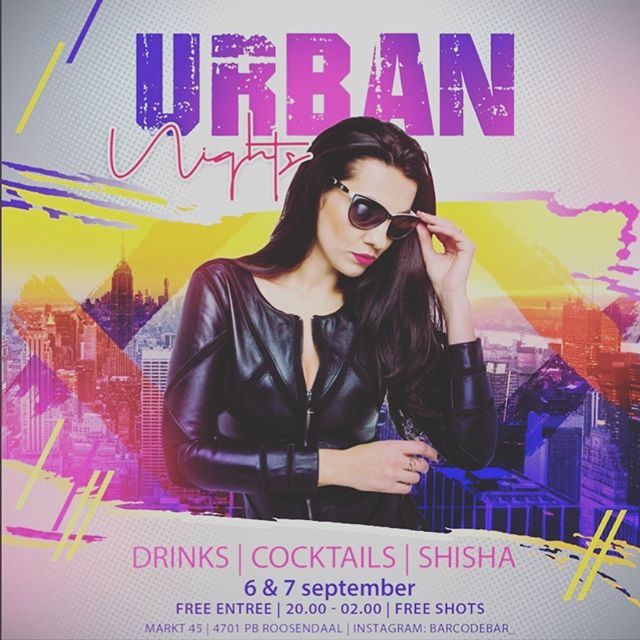 URBAN
Nights
DRINKS | COCKTAILS | SHISHA
6 & 7 september
FREE ENTREE | 20.00 - 02.00 | FREE SHOTS
MARKT 45 | 4701 PB ROOSENDAAL | INSTAGRAM: BARCODEBAR_